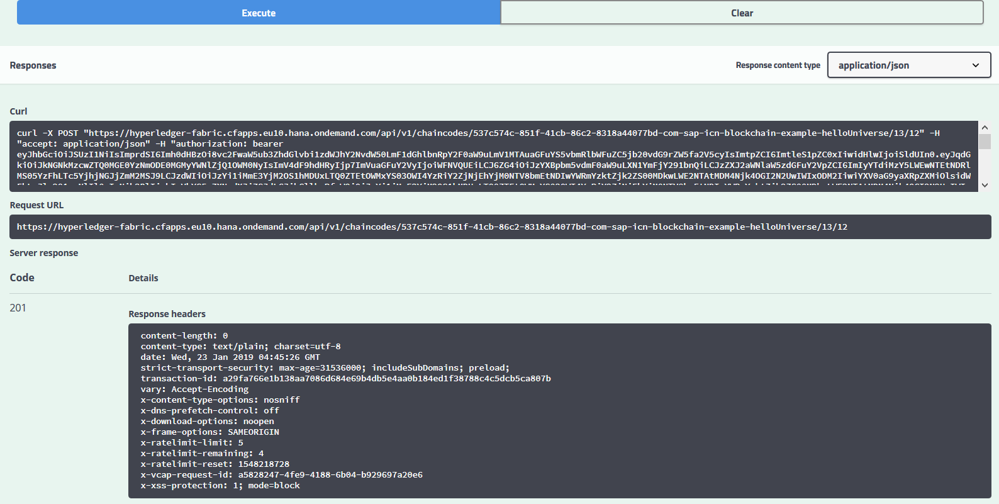 Execute
Clear
Responses
Response content type
application/json
Curl
curl -X POST "https://hyperledger-fabric.cfapps.eu10.hana.ondemand.com/api/v1/chaincodes/537c574c-851f-41cb-86c2-8318a44077bd-com-sap-icn-blockchain-example-helloUniverse/13/12" -H
"accept: application/json" -H "authorization: bearer
Request URL
https://hyperledger-fabric.cfapps.eu10.hana.ondemand.com/api/v1/chaincodes/537c574c-851f-41cb-86c2-8318a44077bd-com-sap-icn-blockchain-example-helloUniverse/13/12
Server response
Code
Details
201
Response headers
content-length: 0
content-type: text/plain; charset=utf-8
date: Wed, 23 Jan 2019 04:45:26 GMT
strict-transport-security: max-age=31536000; includeSubDomains; preload;
transaction-id: a29fa766e1b138aa7086d684e69b4db5e4aa0b184ed1f38788c4c5dcb5ca807b
vary: Accept-Encoding
x-content-type-options: nosniff
x-dns-prefetch-control: off
x-download-options: noopen
x-frame-options: SAMEORIGIN
x-ratelimit-limit: 5
x-ratelimit-remaining: 4
x-ratelimit-reset: 1548218728
x-vcap-request-id: a5828247-4fe9-4188-6b04-b929697a20e6
x-xss-protection: 1; mode=block